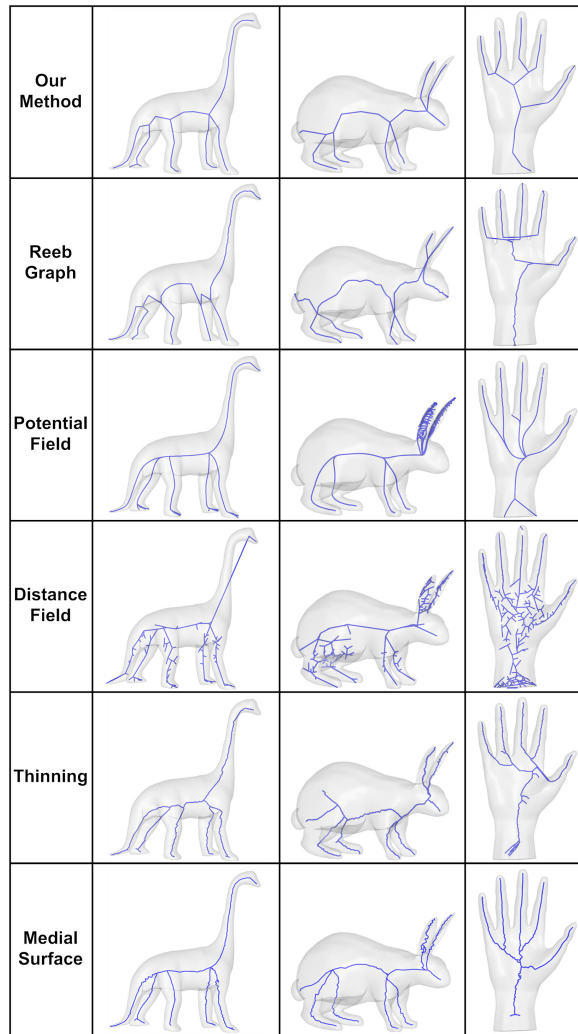 Our
Method
Reeb
Graph
Potential
Field
Distance
Field
Thinning
Medial
Surface